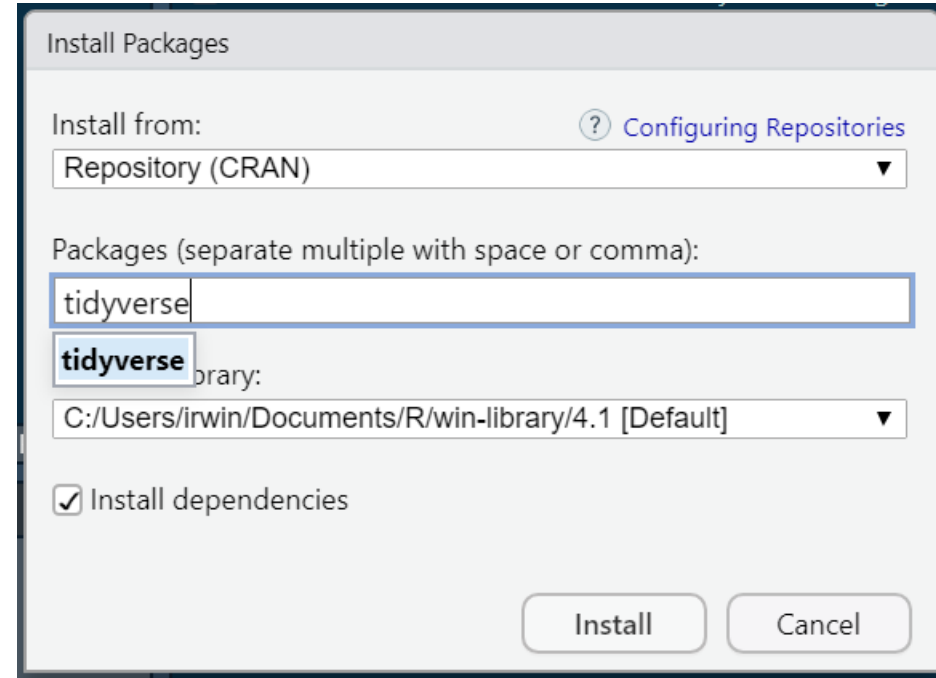 Install Packages
Install from:
? Configuring Repositories
Repository (CRAN)
Packages (separate multiple with space or comma):
tidyverse
tidyverse
C:/Users/irwin/Documents/R/win-library/4.1 [Default]
Install dependencies
Install
Cancel